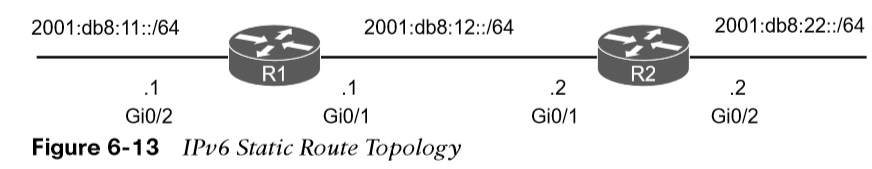 2001:db8:11::/64 2001:db8:12::/64 2001:db8:22::/64
R1 R2
.1 .1 .2 .2
Gi0/2 Gi0/1 Gi0/1 Gi0/2
Figure 6-13 IPv6 Static Route Topology